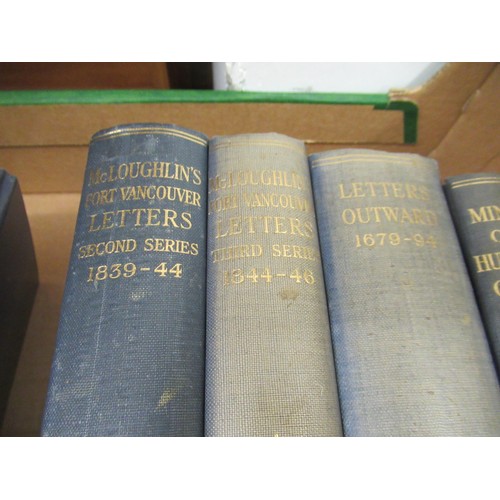 McLOUGHLIN'S
FORT VANCOUVER
LETTERS
SECOND SERIES
1839-44
McLOUGHLIN'S
FORT VANCOUVER
LETTERS
THIRD SERIES
1844-46
LETTERS
OUTWARD
1679-94